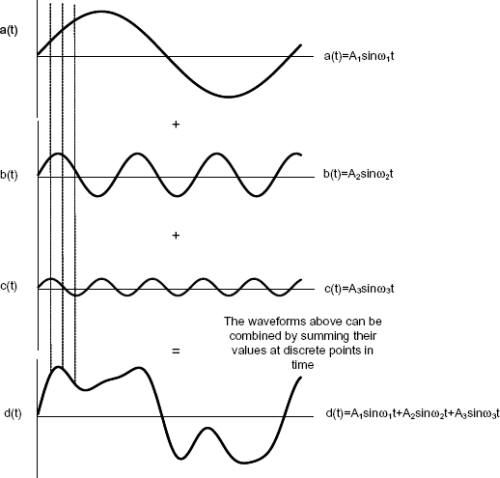 a(t)
a(t)=A₁sinω₁t
+
b(t)
b(t)=A₂sinω₂t
+
c(t)
c(t)=A₃sinω₃t
The waveforms above can be
combined by summing their
values at discrete points in
time
=
d(t)
d(t)=A₁sinω₁t+A₂sinω₂t+A₃sinω₃t